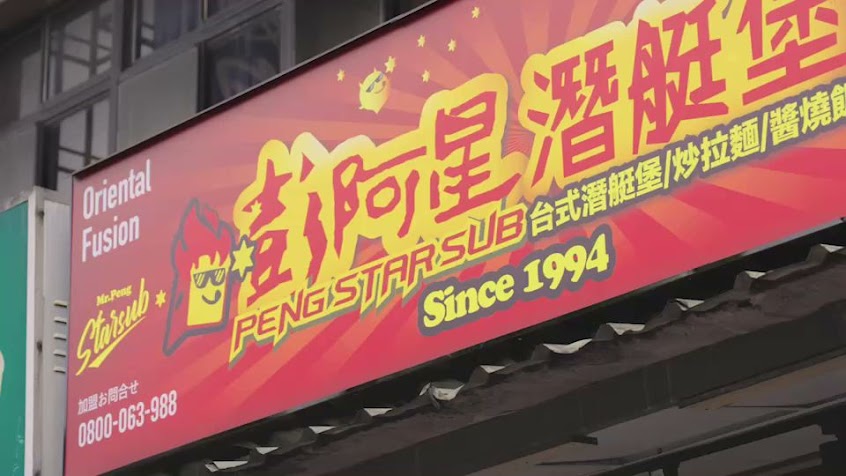 Oriental
Fusion
彭阿星潛艇堡
PENG STAR SUB
台式潛艇堡/炒拉麵/醬燒飯
Since 1994
Mr.Peng
Starsub
加盟お問合せ
0800-063-988